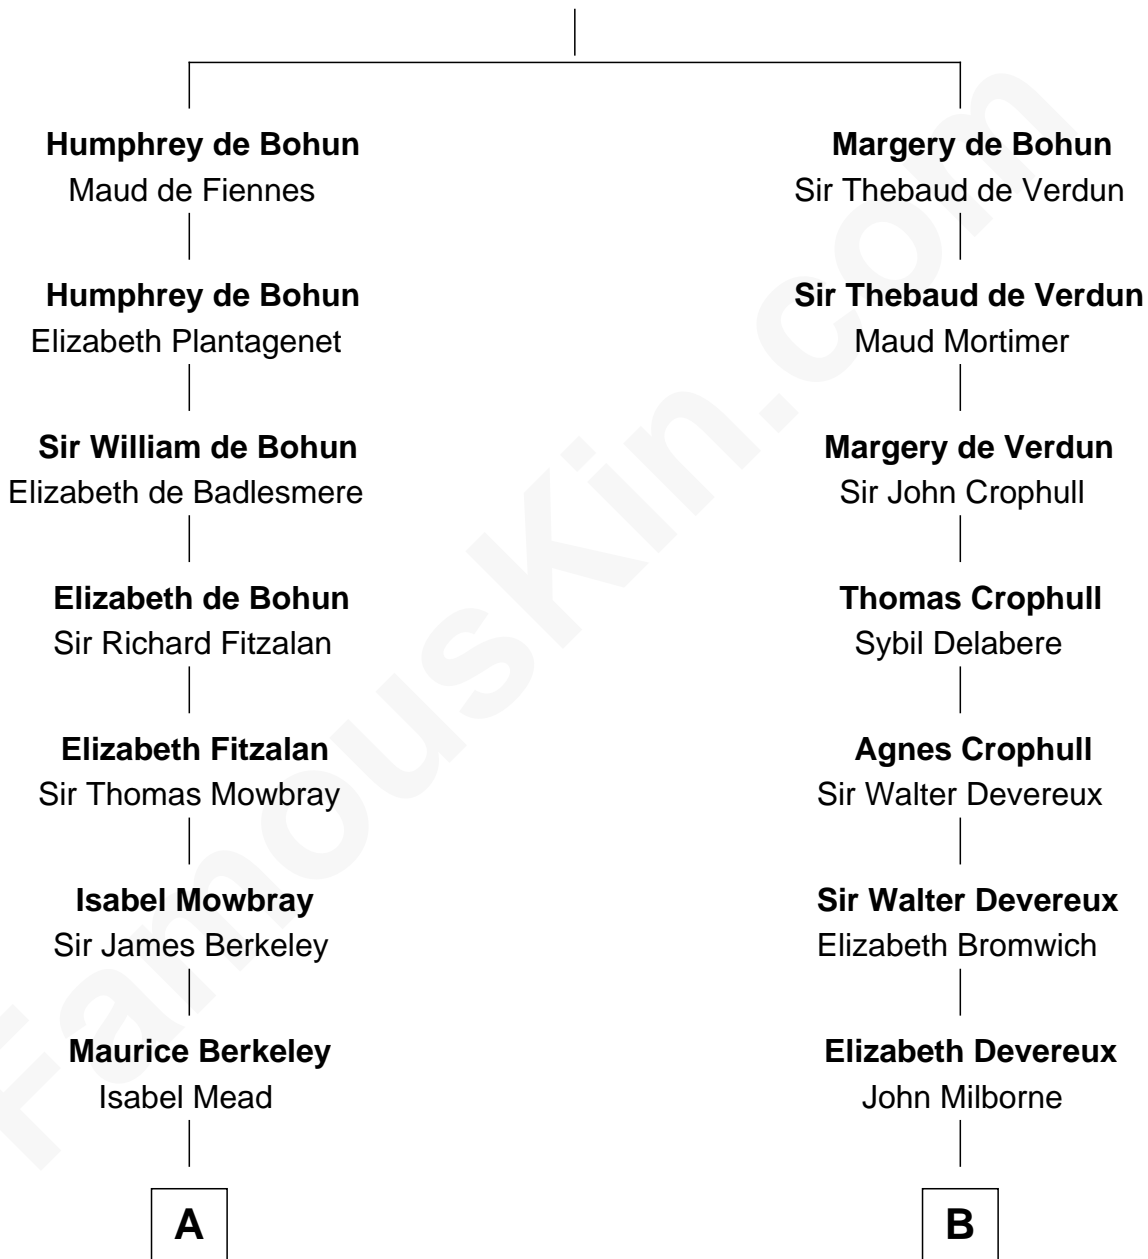 Humphrey de Bohun
Maud de Fiennes
Humphrey de Bohun
Elizabeth Plantagenet
Sir William de Bohun
Elizabeth de Badlesmere
Elizabeth de Bohun
Sir Richard Fitzalan
Elizabeth Fitzalan
Sir Thomas Mowbray
Isabel Mowbray
Sir James Berkeley
Maurice Berkeley
Isabel Mead
A
Margery de Bohun
Sir Thebaud de Verdun
Sir Thebaud de Verdun
Maud Mortimer
Margery de Verdun
Sir John Crophull
Thomas Crophull
Sybil Delabere
Agnes Crophull
Sir Walter Devereux
Sir Walter Devereux
Elizabeth Bromwich
Elizabeth Devereux
John Milborne
B
FamousKin.com